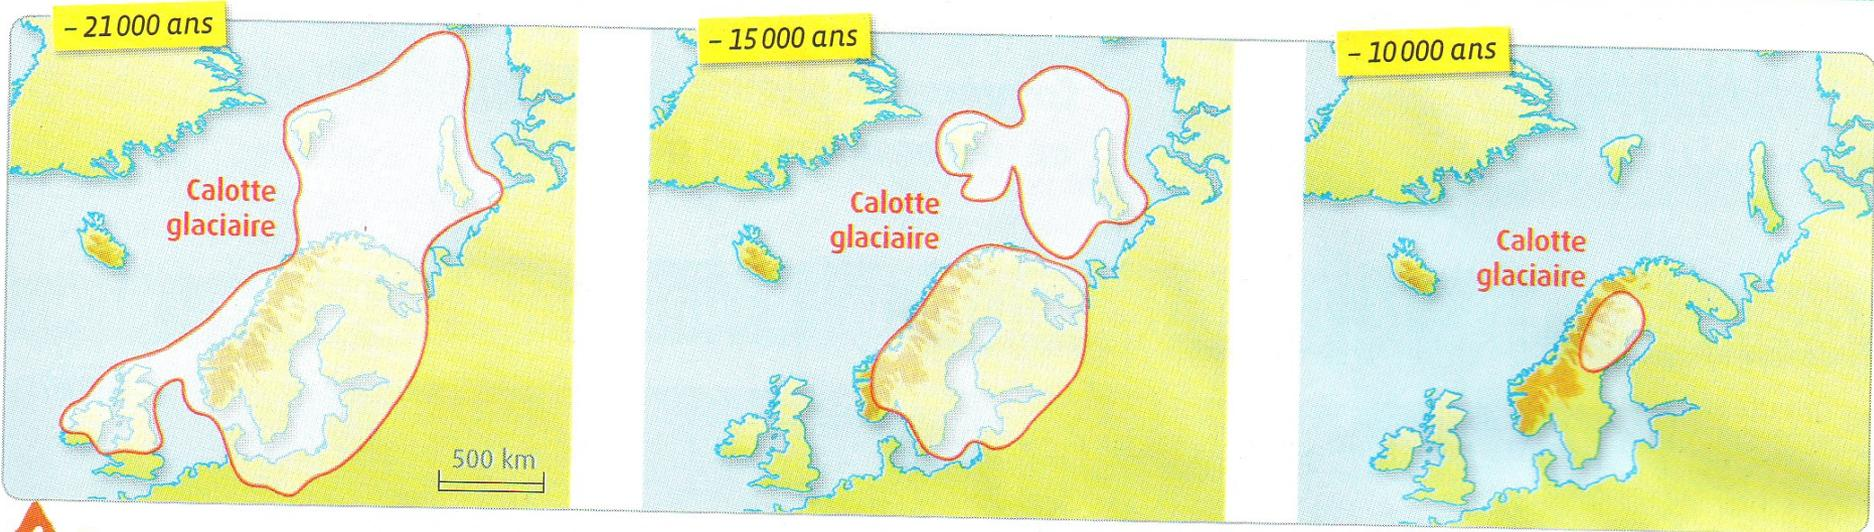 – 21 000 ans
Calotte
glaciaire
500 km
– 15 000 ans
Calotte
glaciaire
– 10 000 ans
Calotte
glaciaire